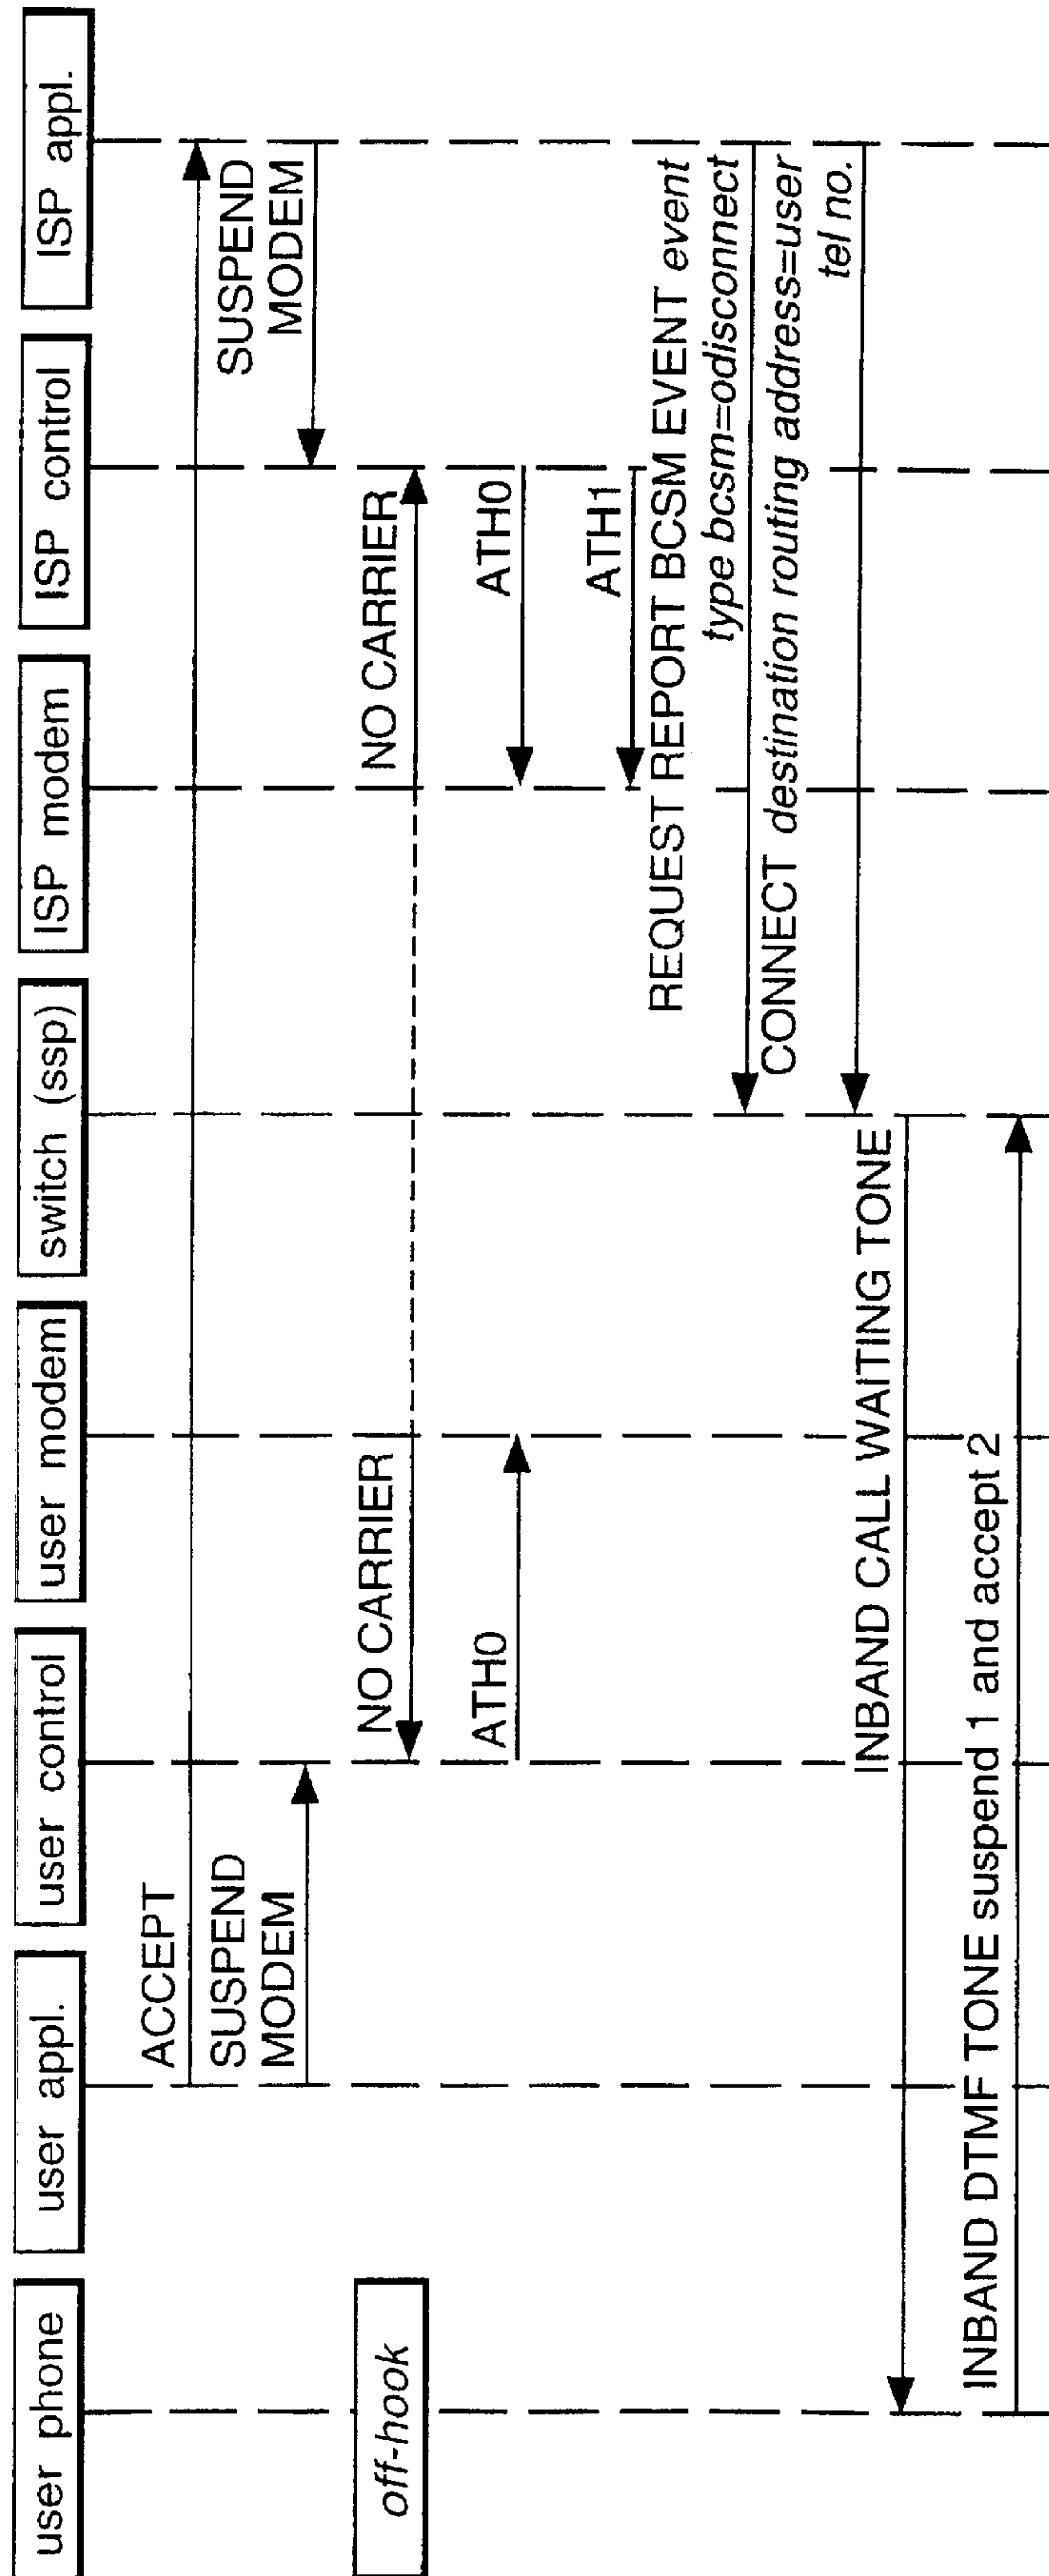 user phone
user appl.
user control
user modem
switch (ssp)
ISP modem
ISP control
ISP appl.
ACCEPT
SUSPEND
MODEM
SUSPEND
MODEM
off-hook
NO CARRIER
NO CARRIER
ATH0
ATH0
ATH1
REQUEST REPORT BCSM EVENT event
type bcsm=odisconnect
CONNECT destination routing address=user
tel no.
INBAND CALL WAITING TONE
INBAND DTMF TONE suspend 1 and accept 2